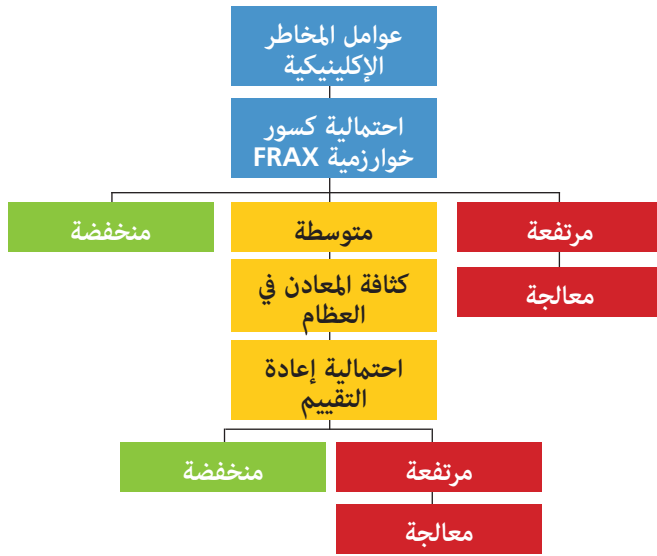 عوامل المخاطر
الإكلينيكية
احتمالية كسور
خوارزمية FRAX
مرتفعة
متوسطة
منخفضة
معالجة
كثافة المعادن في
العظام
احتمالية إعادة
التقييم
مرتفعة
منخفضة
معالجة